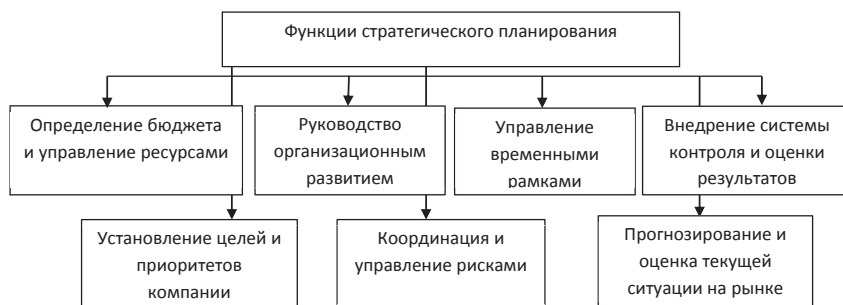 Функции стратегического планирования
Определение бюджета
и управление ресурсами
Руководство
организационным
развитием
Управление
временными
рамками
Внедрение системы
контроля и оценки
результатов
Установление целей и
приоритетов
компании
Координация и
управление рисками
Прогнозирование и
оценка текущей
ситуации на рынке